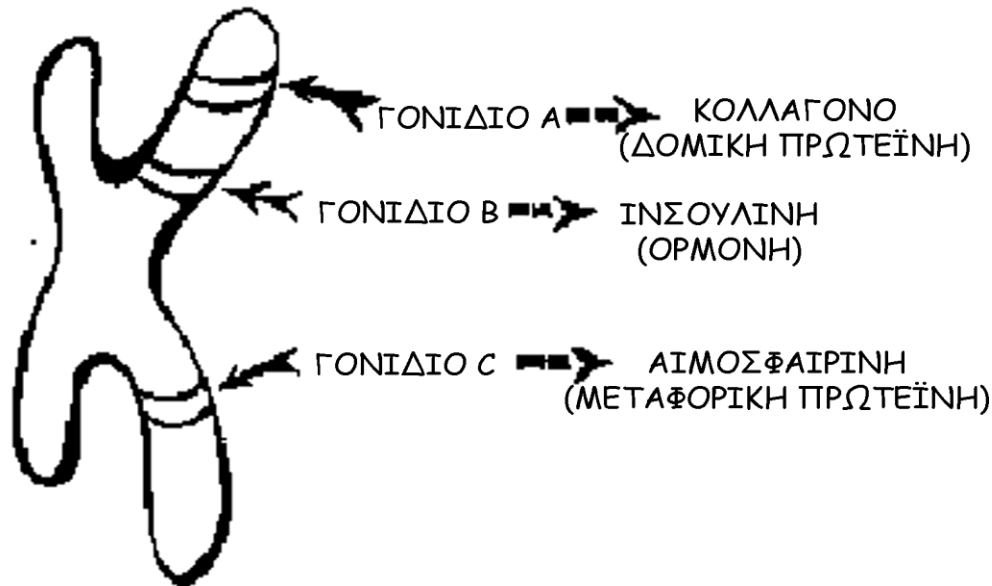 ΓΟΝΙΔΙΟ Α ΚΟΛΛΑΓΟΝΟ
(ΔΟΜΙΚΗ ΠΡΩΤΕΪΝΗ)
ΓΟΝΙΔΙΟ Β ΙΝΣΟΥΛΙΝΗ
(ΟΡΜΟΝΗ)
ΓΟΝΙΔΙΟ C ΑΙΜΟΣΦΑΙΡΙΝΗ
(ΜΕΤΑΦΟΡΙΚΗ ΠΡΩΤΕΪΝΗ)